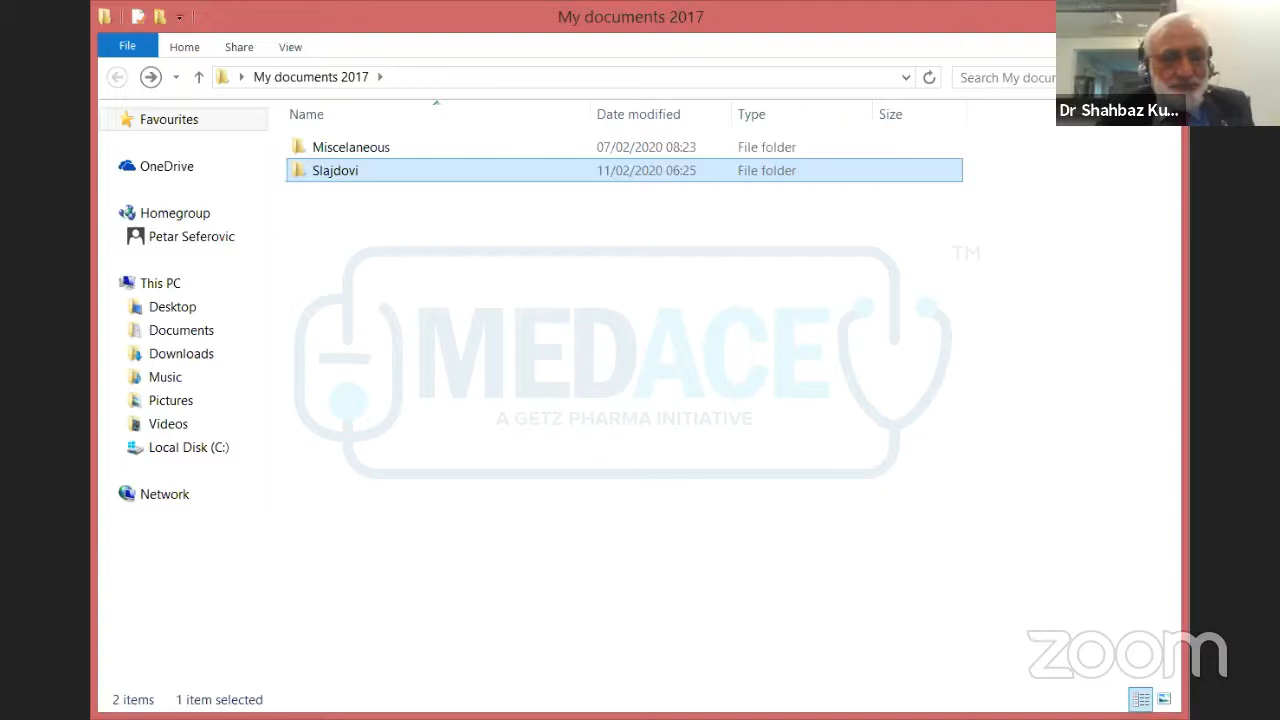 My documents 2017
File Home Share View
My documents 2017
Search My docur
Dr Shahbaz Ku...
Favourites
OneDrive
Homegroup
Petar Seferovic
This PC
Desktop
Documents
Downloads
Music
Pictures
Videos
Local Disk (C:)
Network
Name Date modified Type Size
Miscelaneous 07/02/2020 08:23 File folder
Slajdovi 11/02/2020 06:25 File folder
MEDACE
TM
A GETZ PHARMA INITIATIVE
zoom
2 items 1 item selected